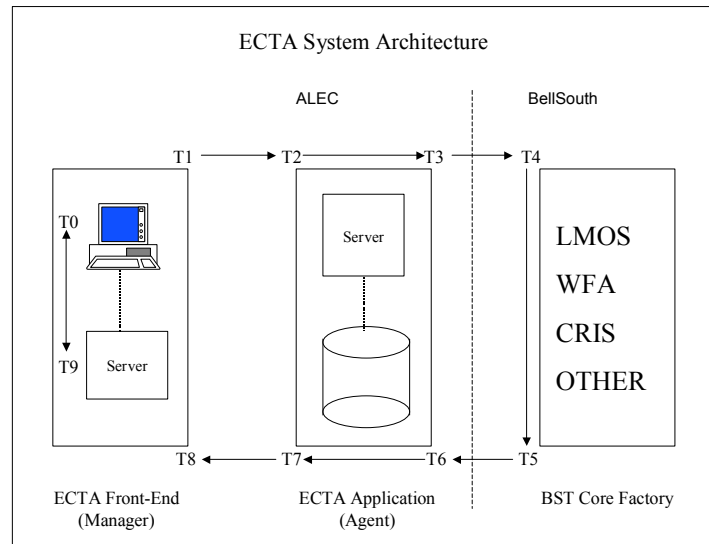 ECTA System Architecture
ALEC
BellSouth
T1
T2
T3
T4
T0
T9
Server
Server
LMOS
WFA
CRIS
OTHER
T8
T7
T6
T5
ECTA Front-End
(Manager)
ECTA Application
(Agent)
BST Core Factory